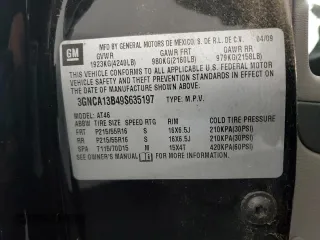 GM
MFD BY GENERAL MOTORS DE MEXICO, S. DE R.L. DE C.V. 04/09
GVWR GAWR FRT GAWR RR
1923KG(4240LB) 980KG(2160LB) 979KG(2158LB)
THIS VEHICLE CONFORMS TO ALL APPLICABLE U.S. FEDERAL
MOTOR VEHICLE SAFETY AND THEFT PREVENTION STANDARDS
IN EFFECT ON THE DATE OF MANUFACTURE SHOWN ABOVE.
3GNCA13B49S635197 TYPE: M.P.V.
MODEL: AT46
ABBW TIRE SIZE SPEED RTG RIM COLD TIRE PRESSURE
FRT P215/55R16 S 16X6.5J 210KPA(30PSI)
RR P215/55R16 S 16X6.5J 210KPA(30PSI)
SPA T115/70D15 M 15X4T 420KPA(60PSI)
SEE OWNER'S MANUAL FOR MORE INFORMATION.